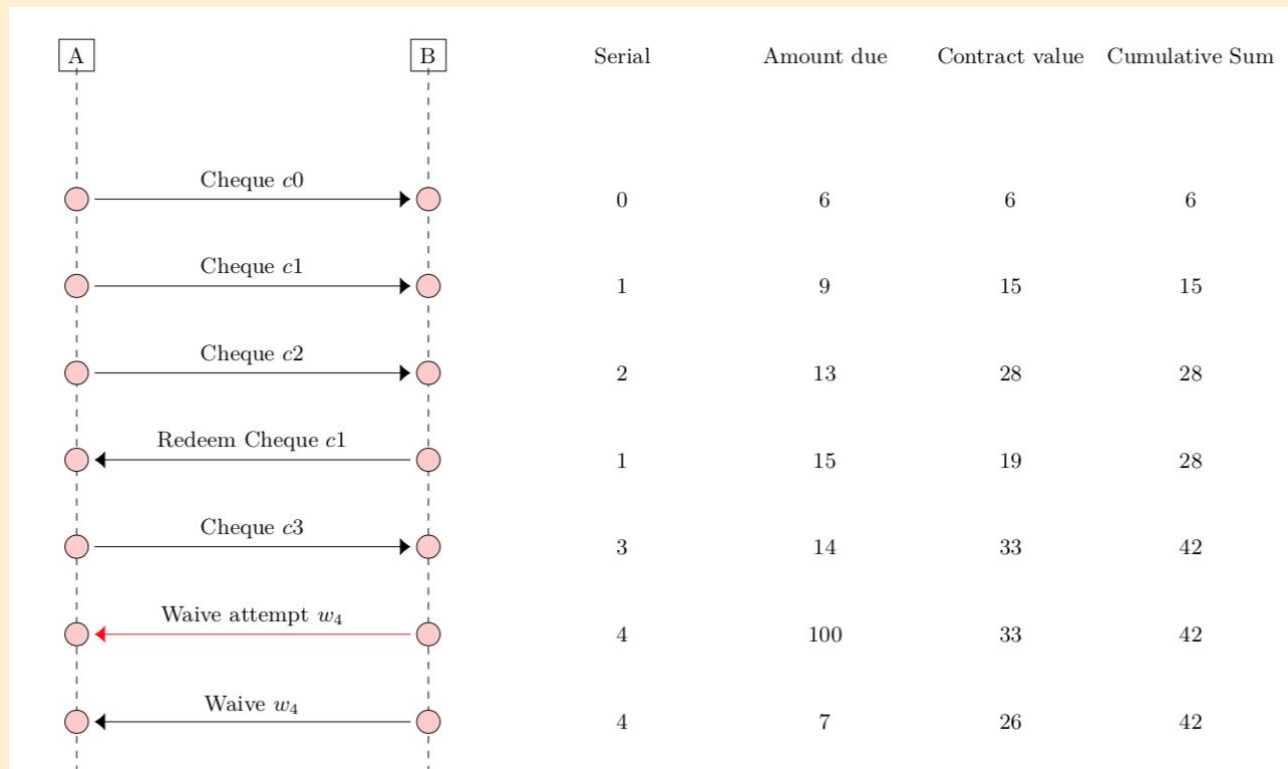 A B Serial Amount due Contract value Cumulative Sum
Cheque c0 0 6 6 6
Cheque c1 1 9 15 15
Cheque c2 2 13 28 28
Redeem Cheque c1 1 15 19 28
Cheque c3 3 14 33 42
Waive attempt w₄ 4 100 33 42
Waive w₄ 4 7 26 42